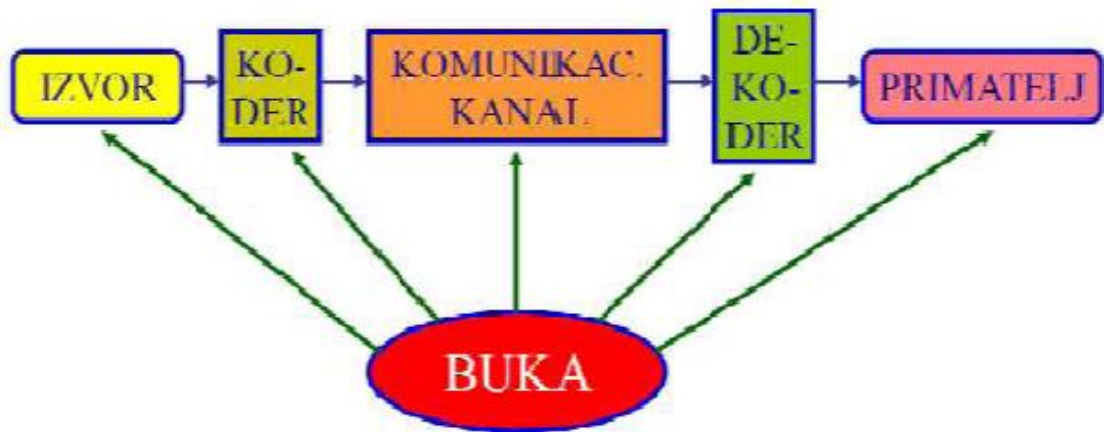 IZVOR
KO-
DER
KOMUNIKAC.
KANAL
DE-
KO-
DER
PRIMATELJ
BUKA